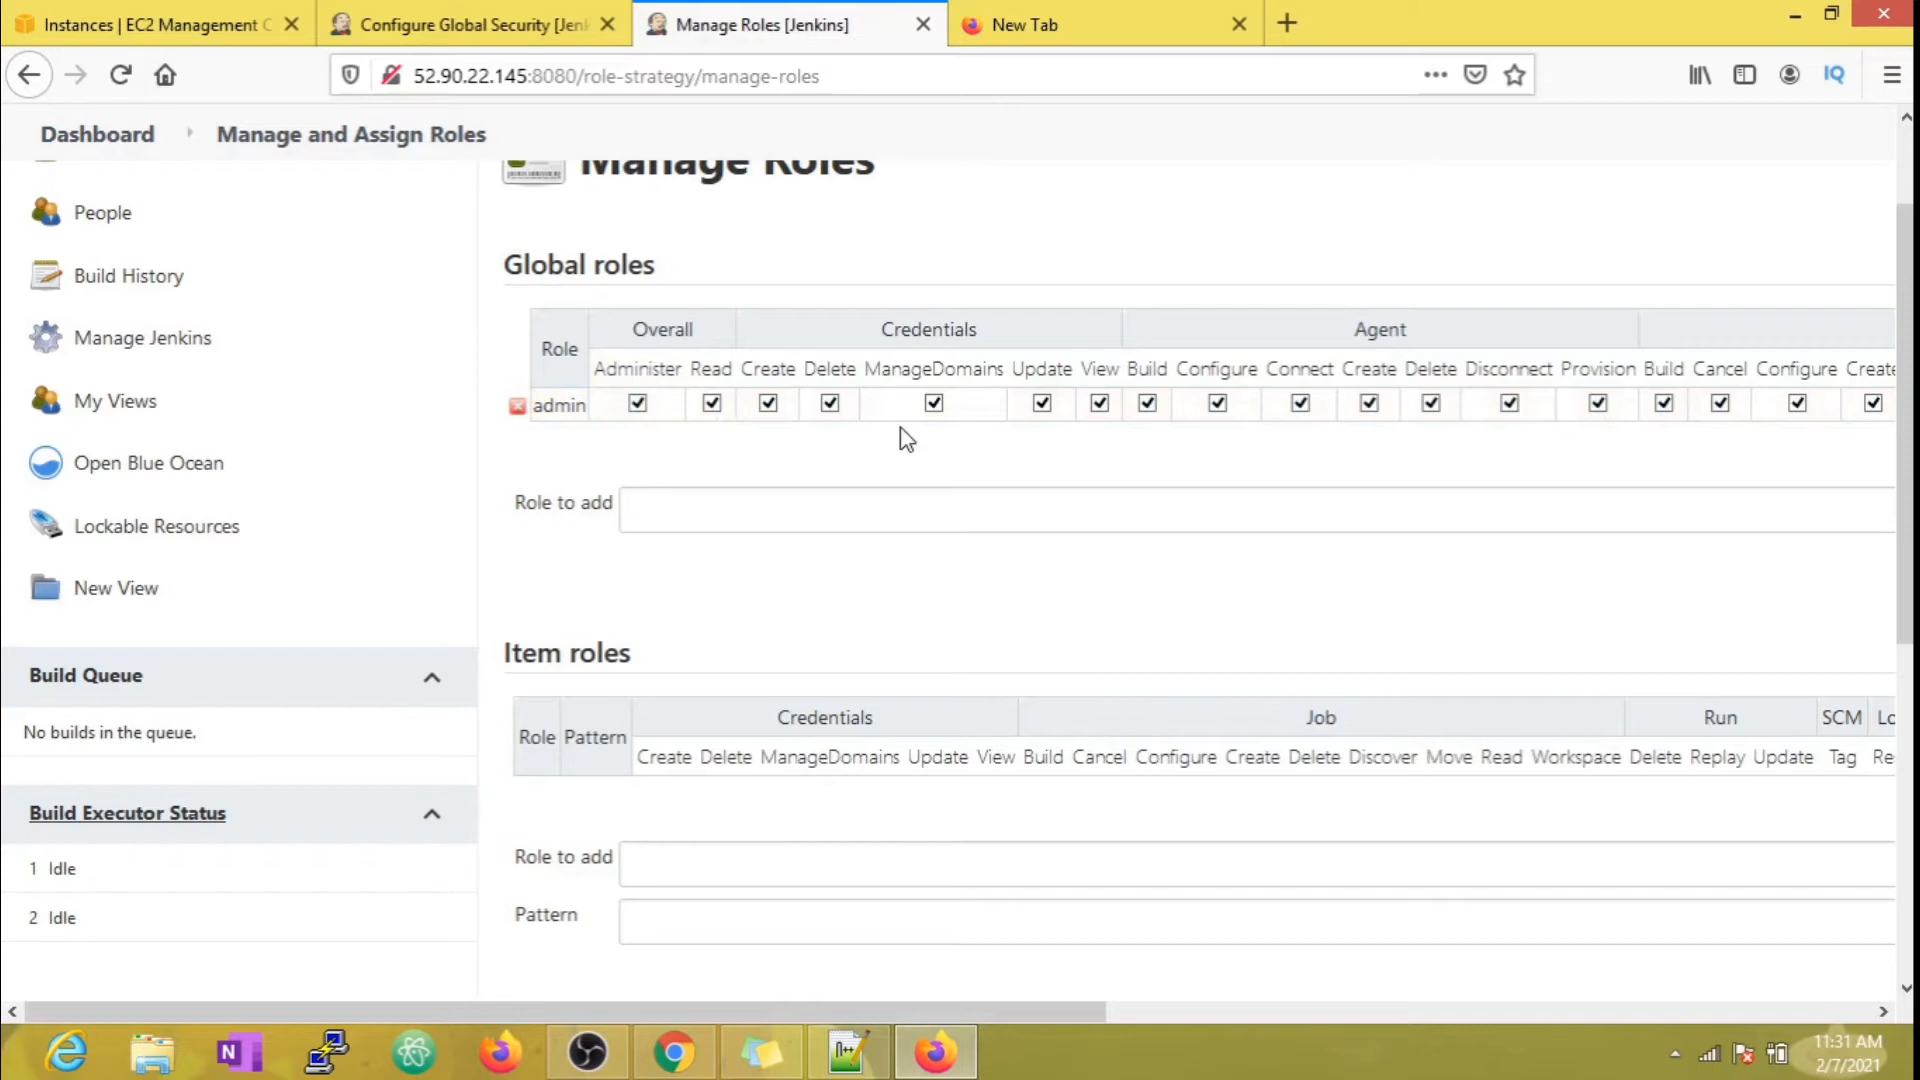 Instances | EC2 Management C
Configure Global Security [Jenk
Manage Roles [Jenkins]
New Tab
52.90.22.145:8080/role-strategy/manage-roles
Dashboard
Manage and Assign Roles
Manage Roles
People
Build History
Manage Jenkins
My Views
Open Blue Ocean
Lockable Resources
New View
Build Queue
No builds in the queue.
Build Executor Status
1 Idle
2 Idle
Global roles
Role Overall Credentials Agent
Administer Read Create Delete ManageDomains Update View Build Configure Connect Create Delete Disconnect Provision Build Cancel Configure Create
admin
Role to add
Item roles
Role Pattern Credentials Job Run SCM Lo
Create Delete ManageDomains Update View Build Cancel Configure Create Delete Discover Move Read Workspace Delete Replay Update Tag Re
Role to add
Pattern
11:31 AM
2/7/2021